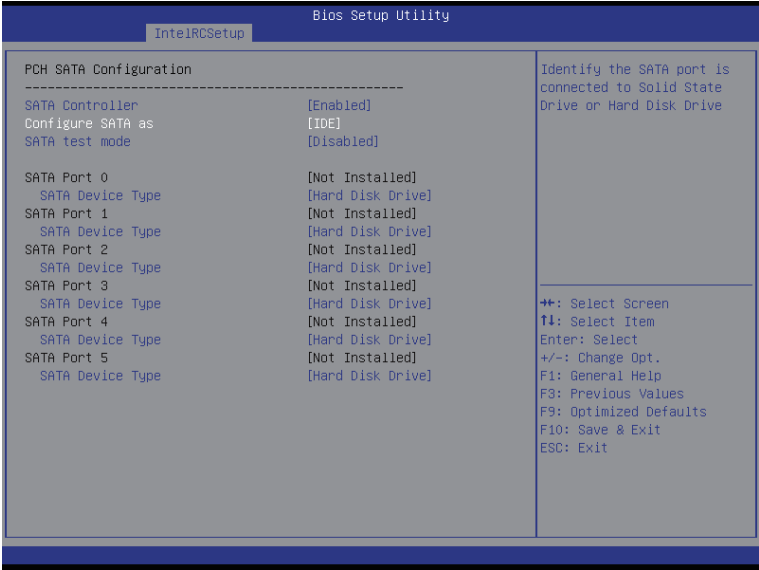 Bios Setup Utility
IntelRCSetup
PCH SATA Configuration
--------------------------------------------------
SATA Controller [Enabled]
Configure SATA as [IDE]
SATA test mode [Disabled]
SATA Port 0 [Not Installed]
SATA Device Type [Hard Disk Drive]
SATA Port 1 [Not Installed]
SATA Device Type [Hard Disk Drive]
SATA Port 2 [Not Installed]
SATA Device Type [Hard Disk Drive]
SATA Port 3 [Not Installed]
SATA Device Type [Hard Disk Drive]
SATA Port 4 [Not Installed]
SATA Device Type [Hard Disk Drive]
SATA Port 5 [Not Installed]
SATA Device Type [Hard Disk Drive]
Identify the SATA port is
connected to Solid State
Drive or Hard Disk Drive
→←: Select Screen
↑↓: Select Item
Enter: Select
+/-: Change Opt.
F1: General Help
F3: Previous Values
F9: Optimized Defaults
F10: Save & Exit
ESC: Exit